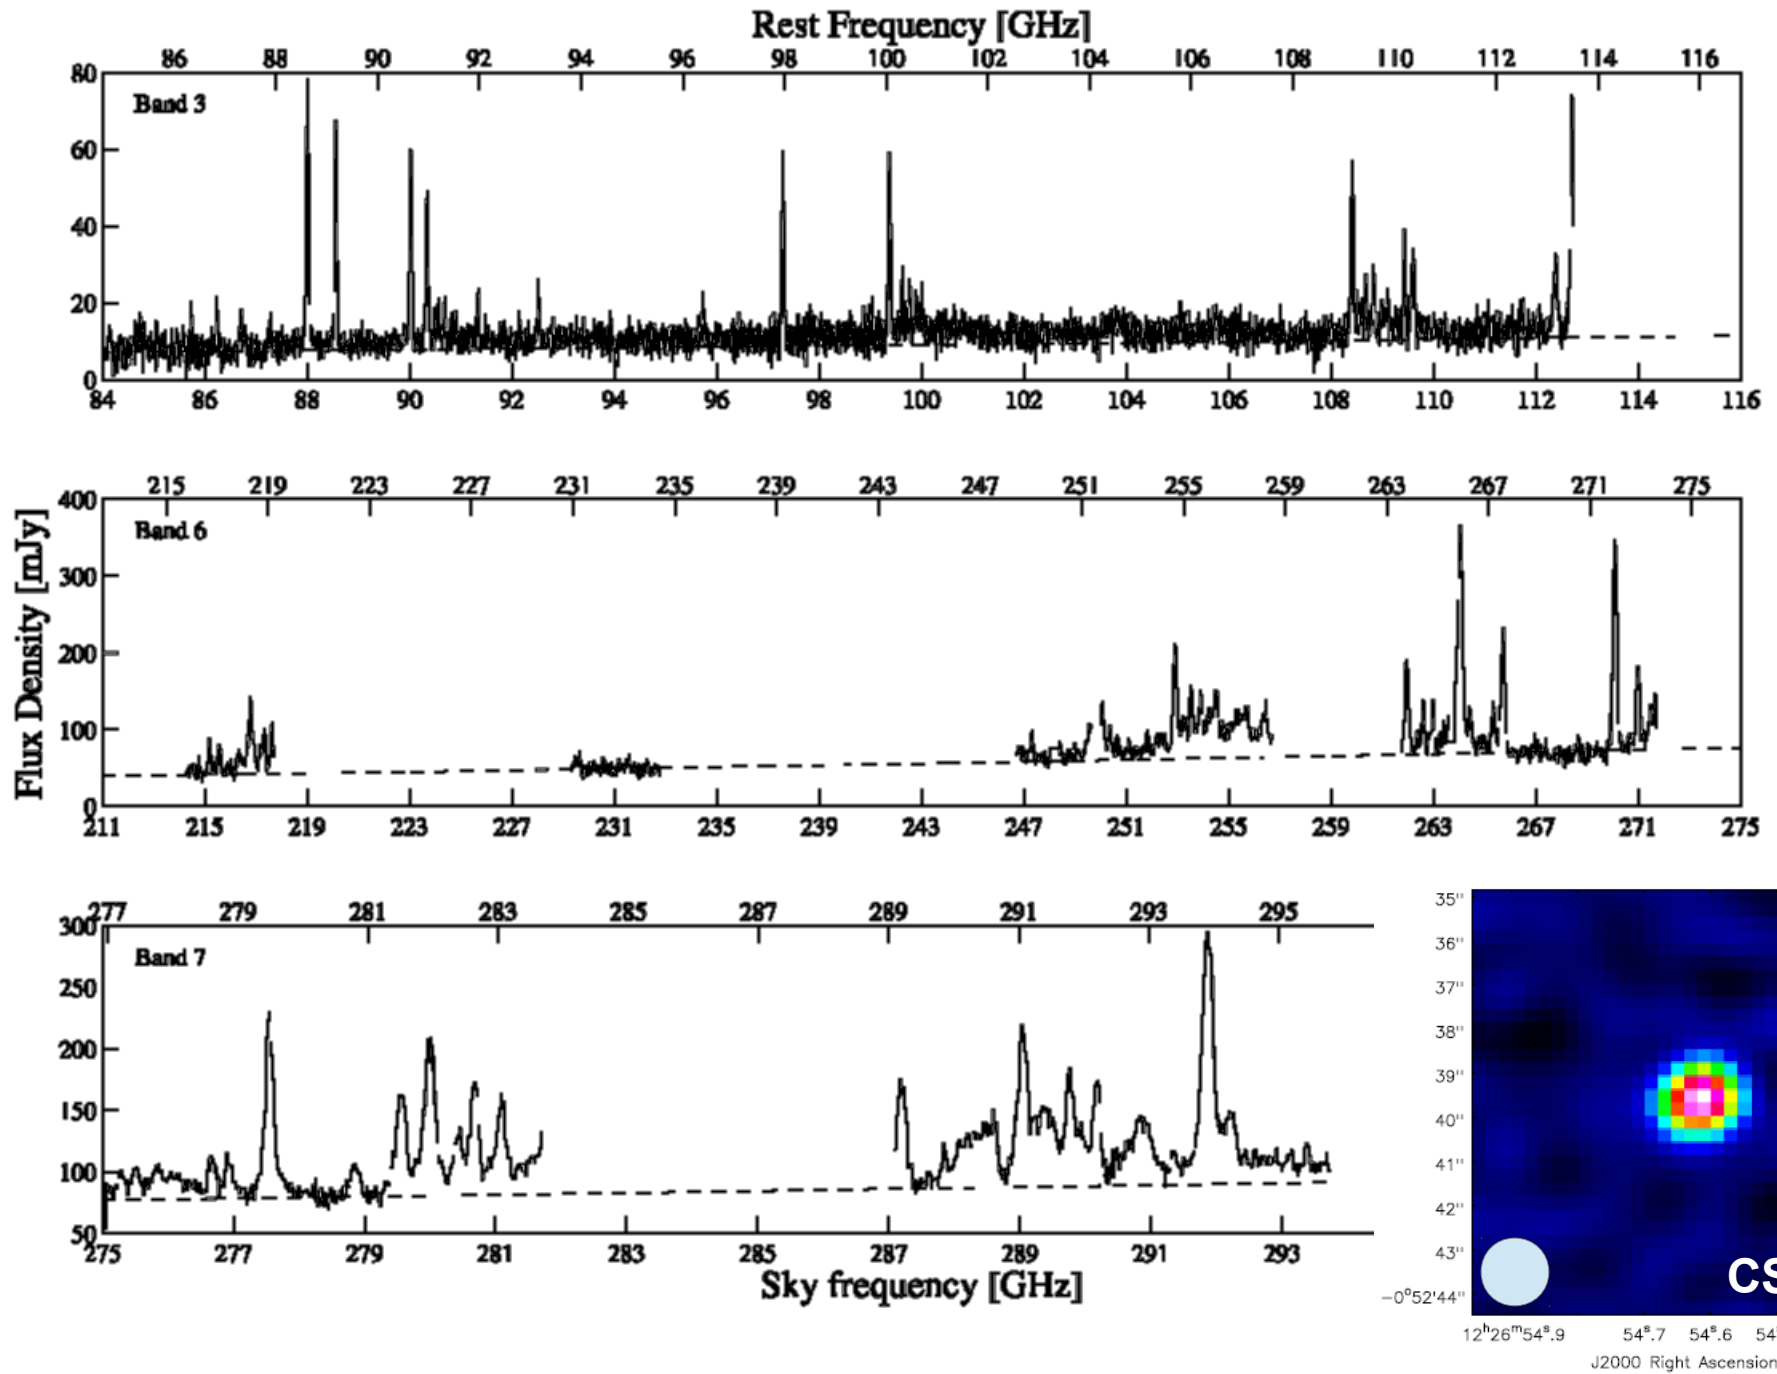 Rest Frequency [GHz]
86 88 90 92 94 96 98 100 102 104 106 108 110 112 114 116
80
Band 3
60
40
20
0
84 86 88 90 92 94 96 98 100 102 104 106 108 110 112 114 116
215 219 223 227 231 235 239 243 247 251 255 259 263 267 271 275
400
Band 6
300
Flux Density [mJy]
200
100
0
211 215 219 223 227 231 235 239 243 247 251 255 259 263 267 271 275
277 279 281 283 285 287 289 291 293 295
300
Band 7
250
200
150
100
50
275 277 279 281 283 285 287 289 291 293
Sky frequency [GHz]
35"
36"
37"
38"
39"
40"
41"
42"
43"
CS
−0°52'44"
12ʰ26ᵐ54ˢ.9 54ˢ.7 54ˢ.6 54
J2000 Right Ascension